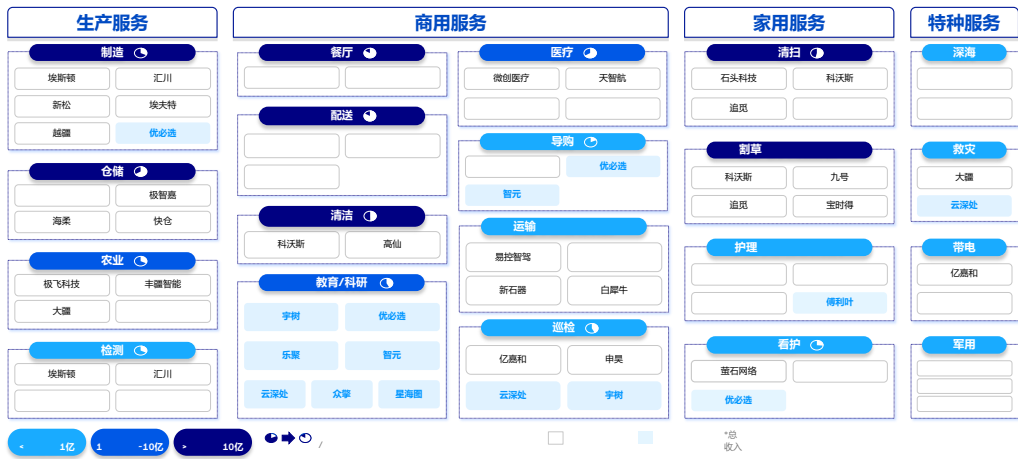 生产服务
商用服务
家用服务
特种服务
制造
埃斯顿 汇川
新松 埃夫特
越疆 优必选
仓储
极智嘉
海柔 快仓
农业
极飞科技 丰疆智能
大疆
检测
埃斯顿 汇川
餐厅
配送
清洁
科沃斯 高仙
教育/科研
宇树 优必选
乐聚 智元
云深处 众擎 星海图
医疗
微创医疗 天智航
导购
优必选
智元
运输
易控智驾
新石器 白犀牛
巡检
亿嘉和 申昊
云深处 宇树
清扫
石头科技 科沃斯
追觅
割草
科沃斯 九号
追觅 宝时得
护理
傅利叶
看护
萤石网络
优必选
深海
救灾
大疆
云深处
带电
亿嘉和
军用
< 1亿
1 -10亿
> 10亿
/
*总
收入